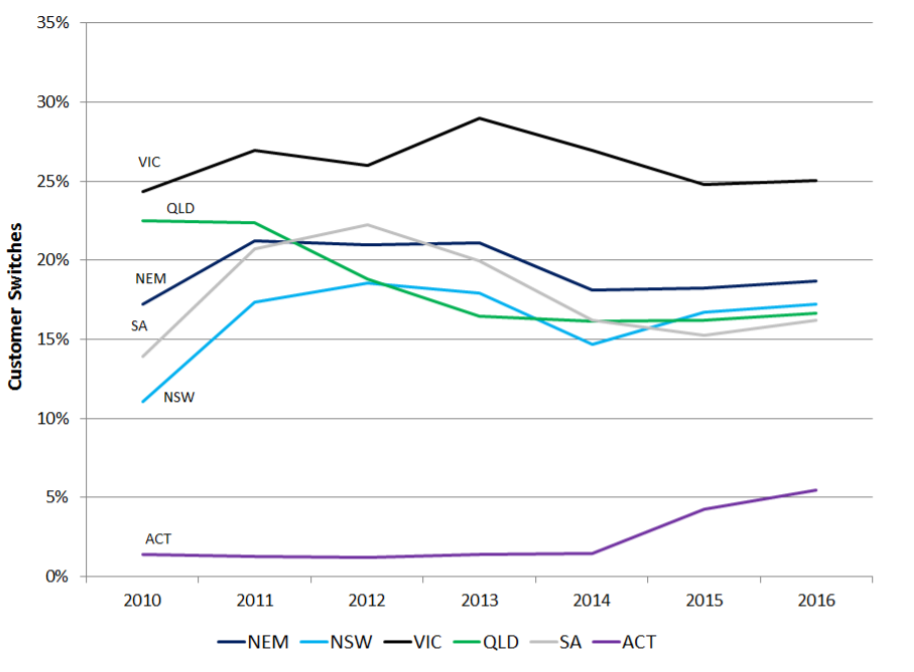 35%
30%
25%
20%
15%
10%
5%
0%
Customer Switches
VIC
QLD
NEM
SA
NSW
ACT
2010 2011 2012 2013 2014 2015 2016
NEM NSW VIC QLD SA ACT